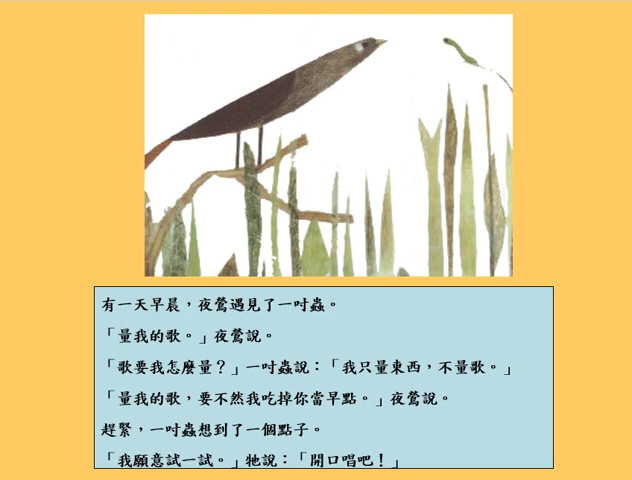 有一天早晨，夜鶯遇見了一吋蟲。
「量我的歌。」夜鶯說。
「歌要我怎麼量？」一吋蟲說：「我只量東西，不量歌。」
「量我的歌，要不然我吃掉你當早點。」夜鶯說。
趕緊，一吋蟲想到了一個點子。
「我願意試一試。」牠說：「開口唱吧！」